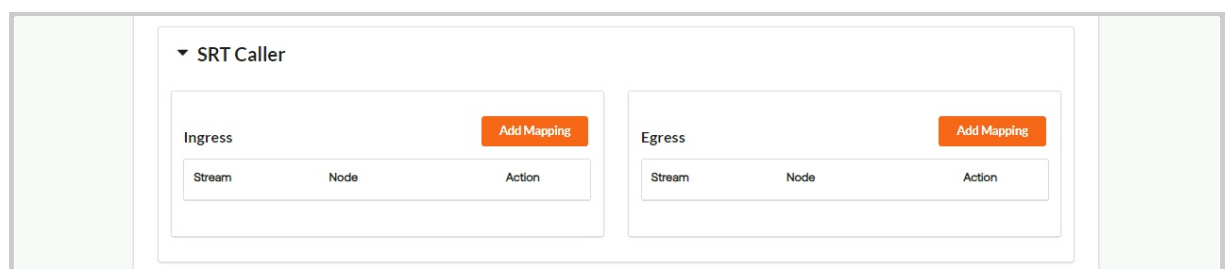 SRT Caller
Ingress
Add Mapping
Stream Node Action
Egress
Add Mapping
Stream Node Action